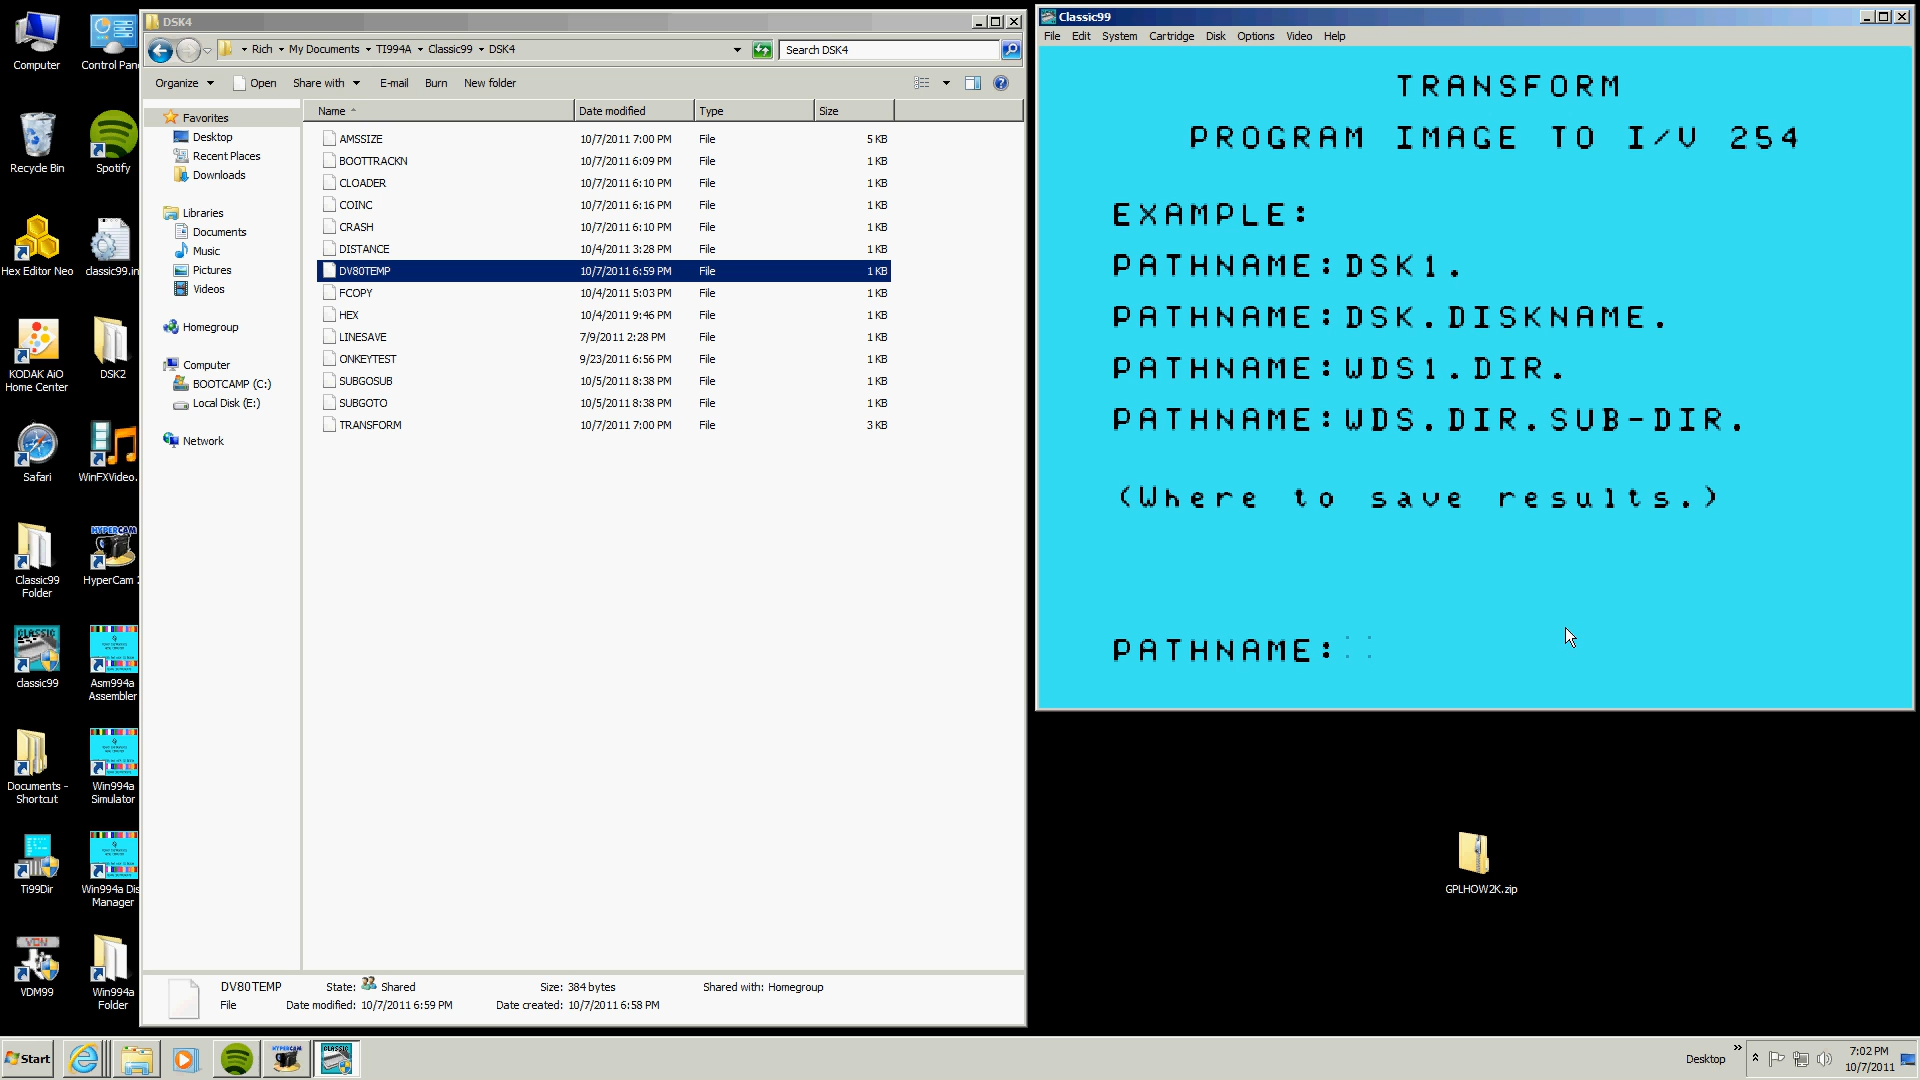 Computer
Control Pane
Recycle Bin
Spotify
Hex Editor Neo
classic99.in
KODAK AiO
Home Center
DSK2
Safari
WinFXVideo.
Classic99
Folder
HYPERCAM
HyperCam 2
CLASSIC
classic99
Asm994a
Assembler
Documents -
Shortcut
Win994a
Simulator
Ti99Dir
Win994a Dis
Manager
VDM99
Win994a
Folder
DSK4
Rich
My Documents
TI994A
Classic99
DSK4
Search DSK4
Organize
Open
Share with
E-mail
Burn
New folder
Favorites
Desktop
Recent Places
Downloads
Libraries
Documents
Music
Pictures
Videos
Homegroup
Computer
BOOTCAMP (C:)
Local Disk (E:)
Network
Name Date modified Type Size
AMSSIZE 10/7/2011 7:00 PM File 5 KB
BOOTTRACKN 10/7/2011 6:09 PM File 1 KB
CLOADER 10/7/2011 6:10 PM File 1 KB
COINC 10/7/2011 6:16 PM File 1 KB
CRASH 10/7/2011 6:10 PM File 1 KB
DISTANCE 10/4/2011 3:28 PM File 1 KB
DV80TEMP 10/7/2011 6:59 PM File 1 KB
FCOPY 10/4/2011 5:03 PM File 1 KB
HEX 10/4/2011 9:46 PM File 1 KB
LINESAVE 7/9/2011 2:28 PM File 1 KB
ONKEYTEST 9/23/2011 6:56 PM File 1 KB
SUBGOSUB 10/5/2011 8:38 PM File 1 KB
SUBGOTO 10/5/2011 8:38 PM File 1 KB
TRANSFORM 10/7/2011 7:00 PM File 3 KB
DV80TEMP State: Shared Size: 384 bytes Shared with: Homegroup
File Date modified: 10/7/2011 6:59 PM Date created: 10/7/2011 6:58 PM
Classic99
File Edit System Cartridge Disk Options Video Help
TRANSFORM
PROGRAM IMAGE TO I/V 254
EXAMPLE:
PATHNAME:DSK1.
PATHNAME:DSK.DISKNAME.
PATHNAME:WDS1.DIR.
PATHNAME:WDS.DIR.SUB-DIR.
(Where to save results.)
PATHNAME:
GPLHOW2K.zip
Start
Desktop
7:02 PM
10/7/2011